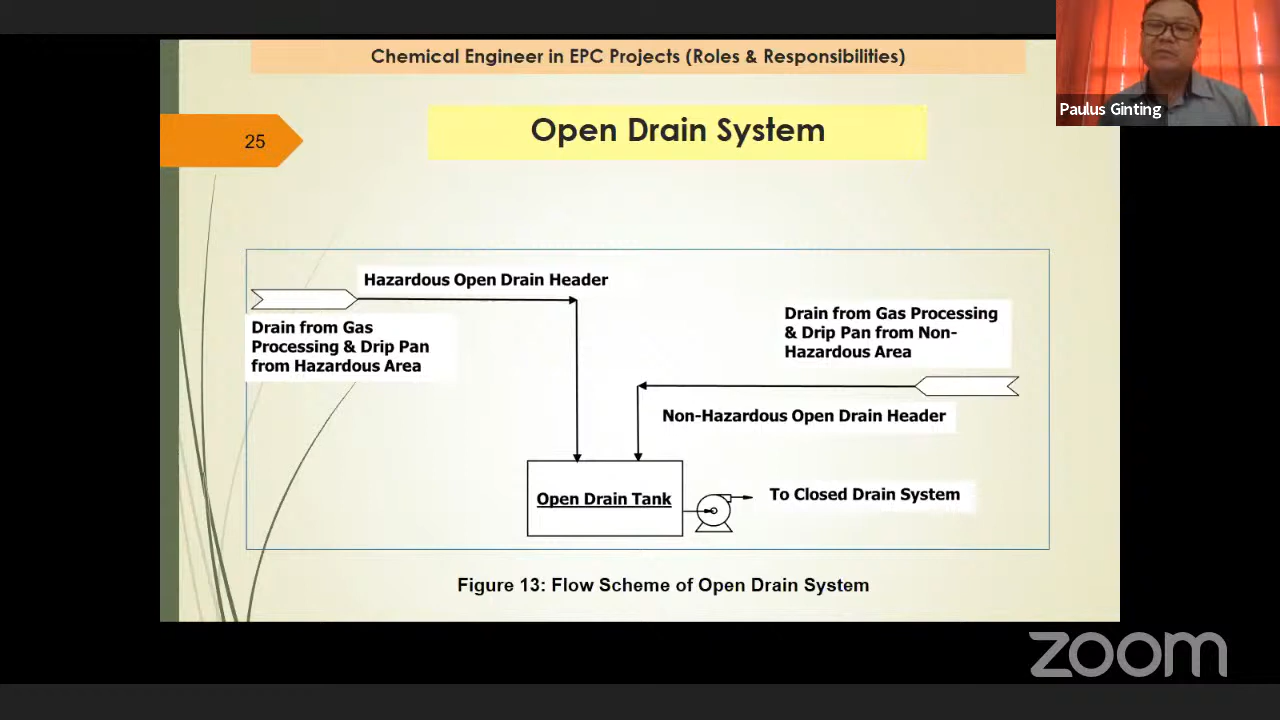 Chemical Engineer in EPC Projects (Roles & Responsibilities)
Paulus Ginting
25
Open Drain System
Hazardous Open Drain Header
Drain from Gas
Processing & Drip Pan
from Hazardous Area
Drain from Gas Processing
& Drip Pan from Non-
Hazardous Area
Non-Hazardous Open Drain Header
Open Drain Tank
To Closed Drain System
Figure 13: Flow Scheme of Open Drain System
zoom